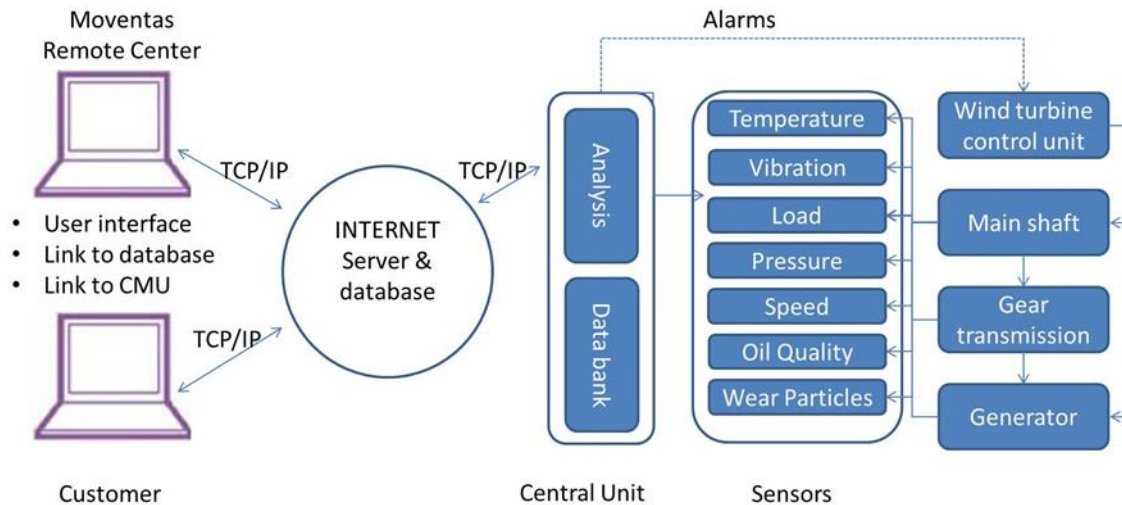 Moventas
Remote Center
Alarms
TCP/IP
• User interface
• Link to database
• Link to CMU
TCP/IP
Customer
INTERNET
Server &
database
TCP/IP
Analysis
Data bank
Central Unit
Temperature
Vibration
Load
Pressure
Speed
Oil Quality
Wear Particles
Sensors
Wind turbine
control unit
Main shaft
Gear
transmission
Generator